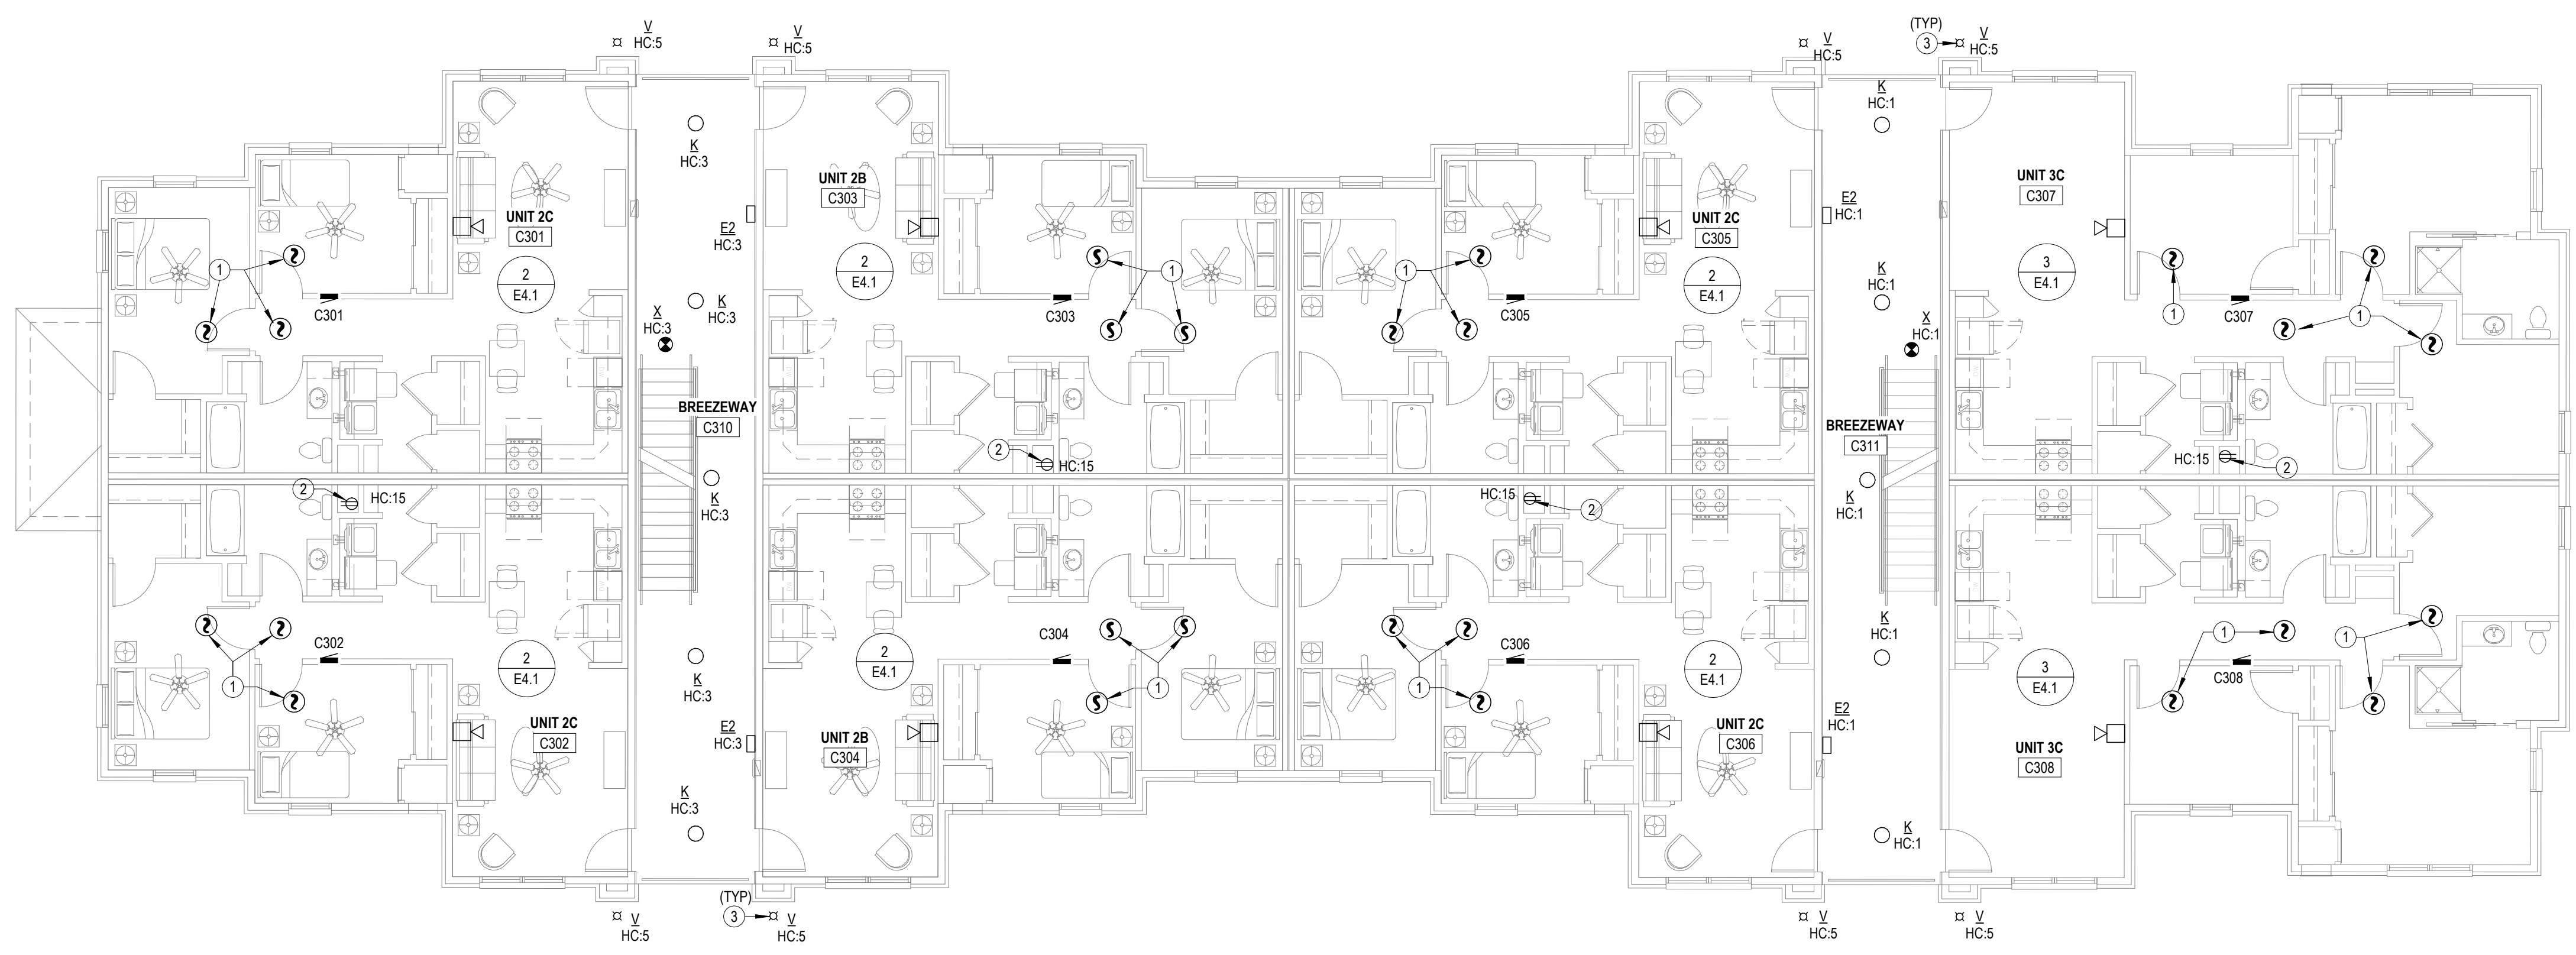 V
HC:5
V
HC:5
V
HC:5
(TYP)
3
V
HC:5
K
HC:3
K
HC:1
UNIT 2C
C301
UNIT 2B
C303
E2
HC:3
UNIT 2C
C305
E2
HC:1
UNIT 3C
C307
1
2
E4.1
2
E4.1
1
1
2
E4.1
3
E4.1
K
HC:3
K
HC:1
C301
X
HC:3
C303
C305
X
HC:1
1
C307
1
BREEZEWAY
C310
BREEZEWAY
C311
2
HC:15
HC:15
2
2
HC:15
K
HC:3
HC:15
2
K
HC:1
C302
1
2
E4.1
K
HC:3
C304
2
E4.1
1
C306
1
2
E4.1
K
HC:1
3
E4.1
1
C308
1
UNIT 2C
C302
E2
HC:3
UNIT 2B
C304
UNIT 2C
C306
E2
HC:1
UNIT 3C
C308
K
HC:3
K
HC:1
V
HC:5
(TYP)
3
V
HC:5
V
HC:5
V
HC:5